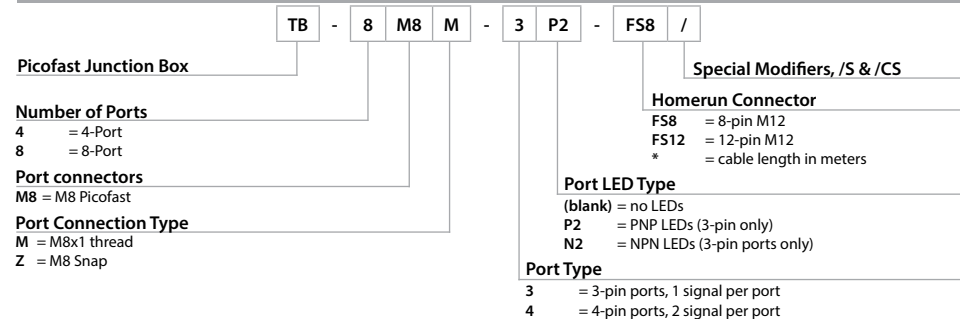 TB - 8 M8 M - 3 P2 - FS8 /
Picofast Junction Box
Special Modifiers, /S & /CS
Number of Ports
4 = 4-Port
8 = 8-Port
Homerun Connector
FS8 = 8-pin M12
FS12 = 12-pin M12
* = cable length in meters
Port connectors
M8 = M8 Picofast
Port LED Type
(blank) = no LEDs
P2 = PNP LEDs (3-pin only)
N2 = NPN LEDs (3-pin ports only)
Port Connection Type
M = M8x1 thread
Z = M8 Snap
Port Type
3 = 3-pin ports, 1 signal per port
4 = 4-pin ports, 2 signal per port